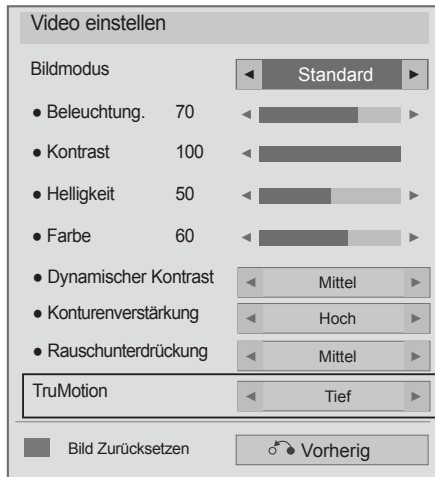 Video einstellen
Bildmodus ◄ Standard ►
● Beleuchtung. 70 ◄ ►
● Kontrast 100 ◄
● Helligkeit 50 ◄ ►
● Farbe 60 ◄ ►
● Dynamischer Kontrast ◄ Mittel ►
● Konturenverstärkung ◄ Hoch ►
● Rauschunterdrückung ◄ Mittel ►
TruMotion ◄ Tief ►
Bild Zurücksetzen Vorherig